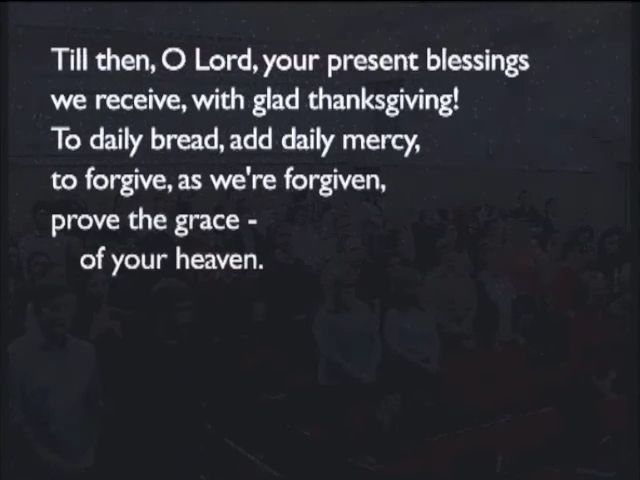 Till then, O Lord, your present blessings
we receive, with glad thanksgiving!
To daily bread, add daily mercy,
to forgive, as we're forgiven,
prove the grace -
of your heaven.